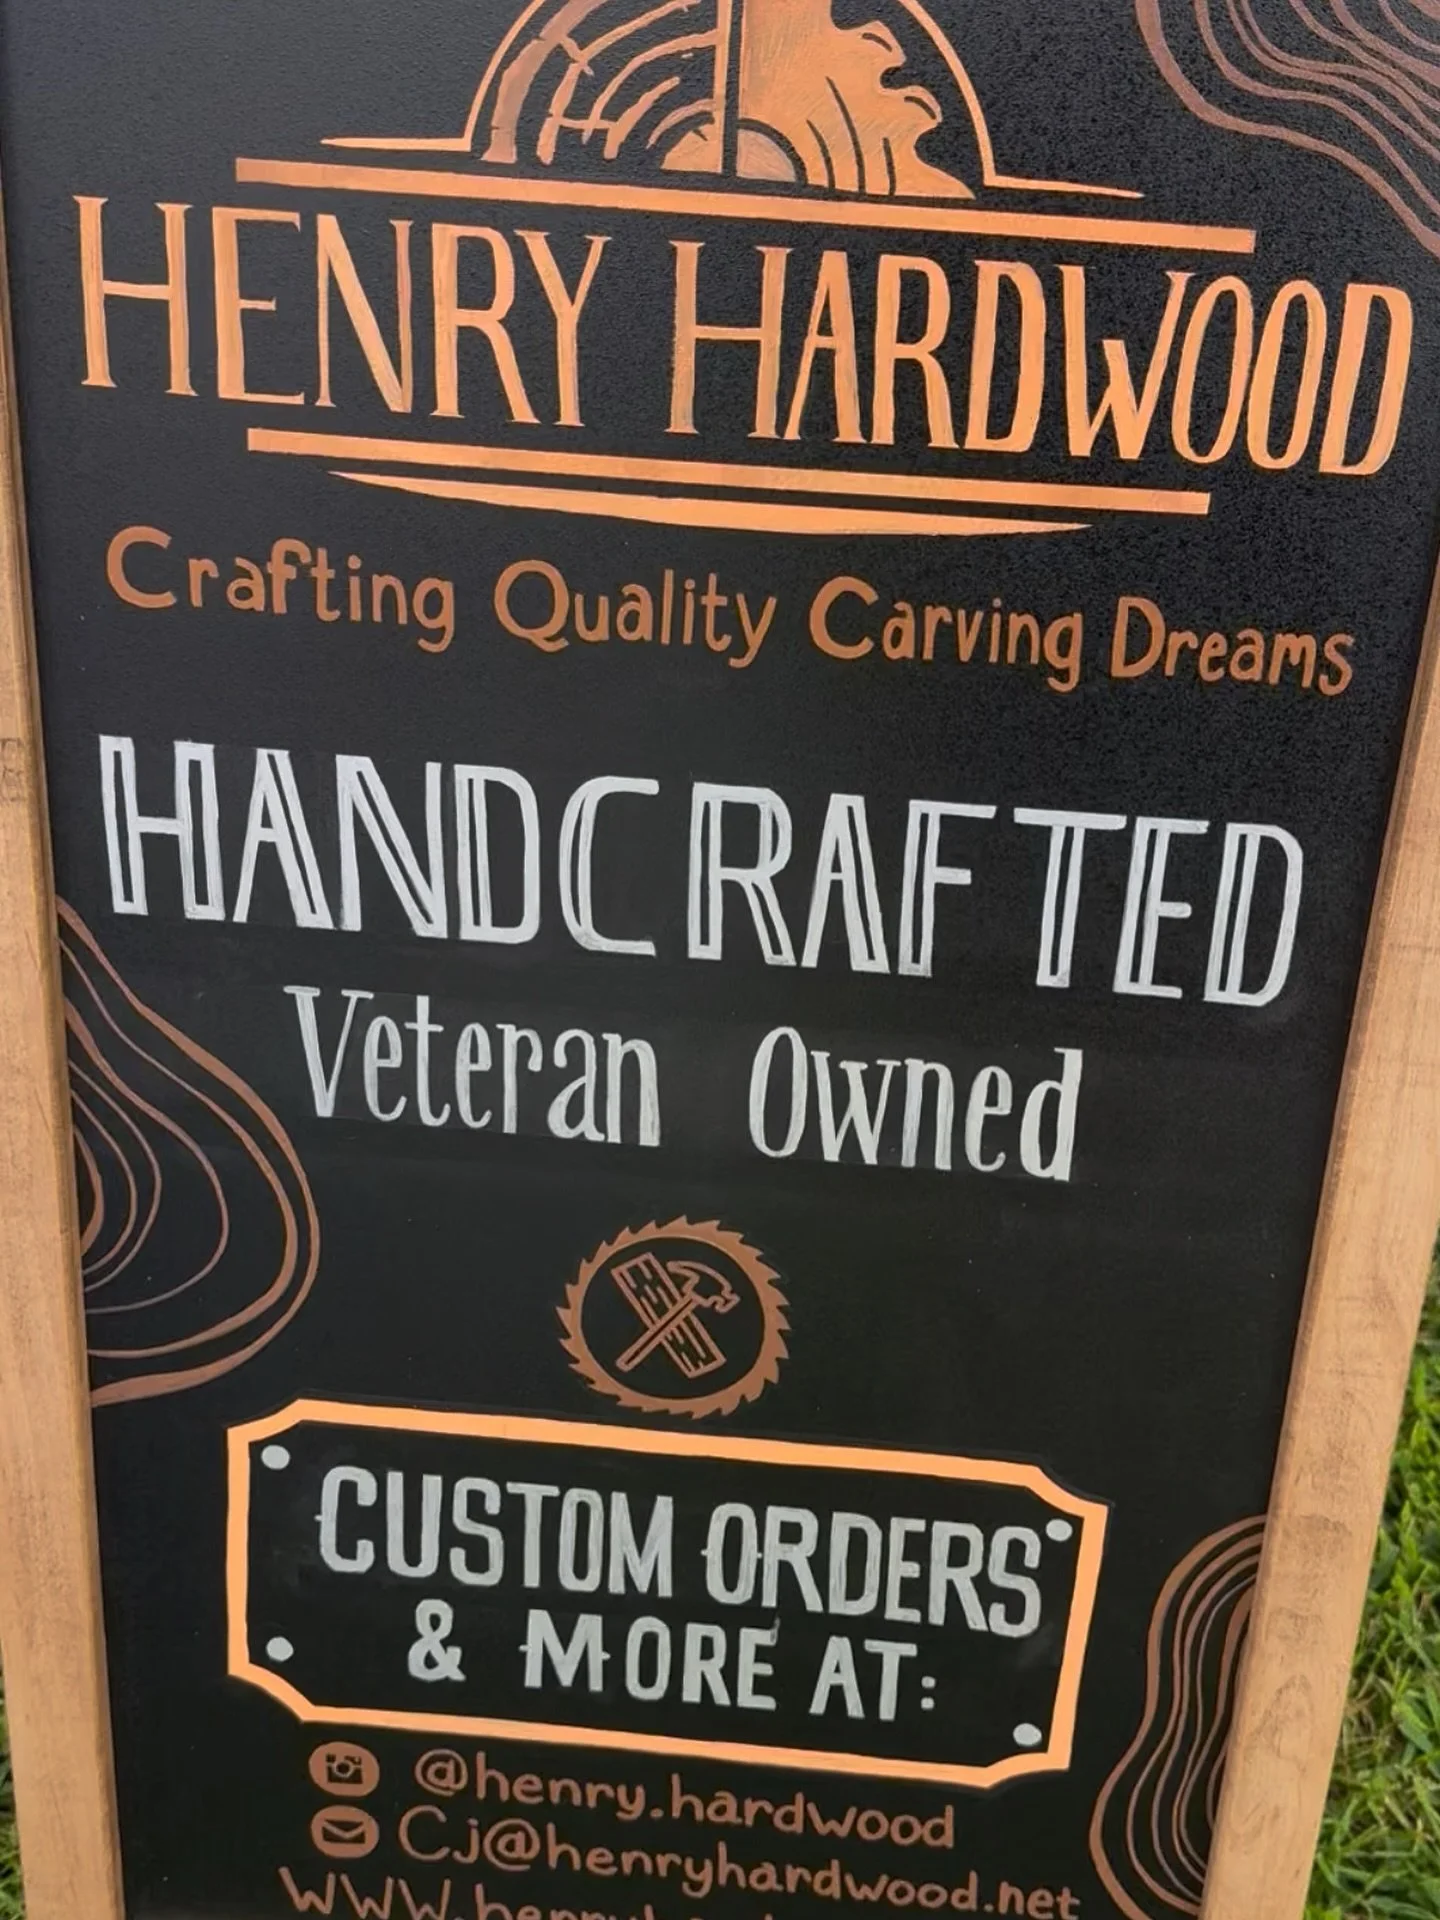 HENRY HARDWOOD
Crafting Quality Carving Dreams
HANDCRAFTED
Veteran Owned
CUSTOM ORDERS
& MORE AT:
@henry.hardwood
Cj@henryhardwood.net